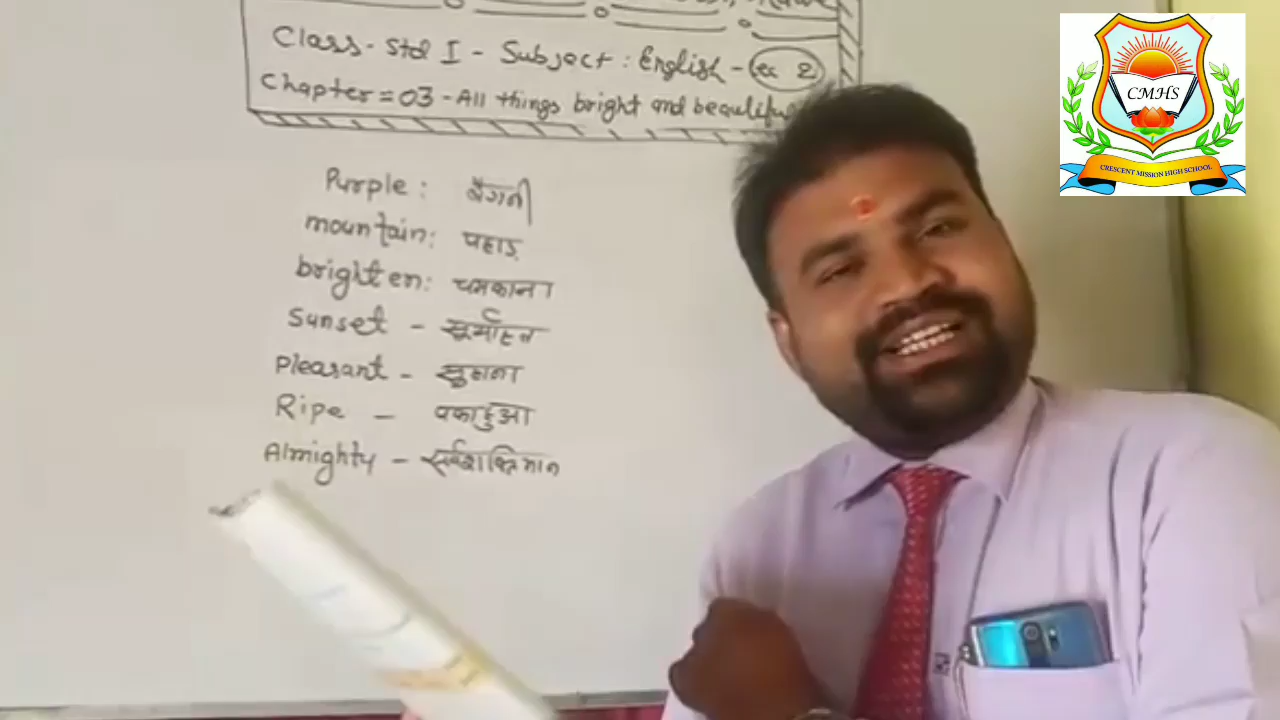 Class - Std I - Subject : English - Lec 2
Chapter = 03 - All things bright and beautiful
Purple : बैगनी
mountain : पहाड़
brighten : चमकाना
Sunset - सूर्यास्त
Pleasant - सुहाना
Ripe - पका हुआ
Almighty - सर्वशक्तिमान
CMHS
CRESCENT MISSION HIGH SCHOOL